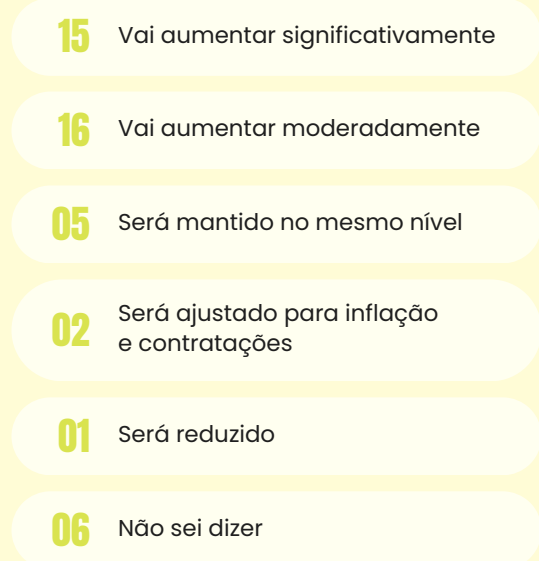 15 Vai aumentar significativamente
16 Vai aumentar moderadamente
05 Será mantido no mesmo nível
02 Será ajustado para inflação
e contratações
01 Será reduzido
06 Não sei dizer